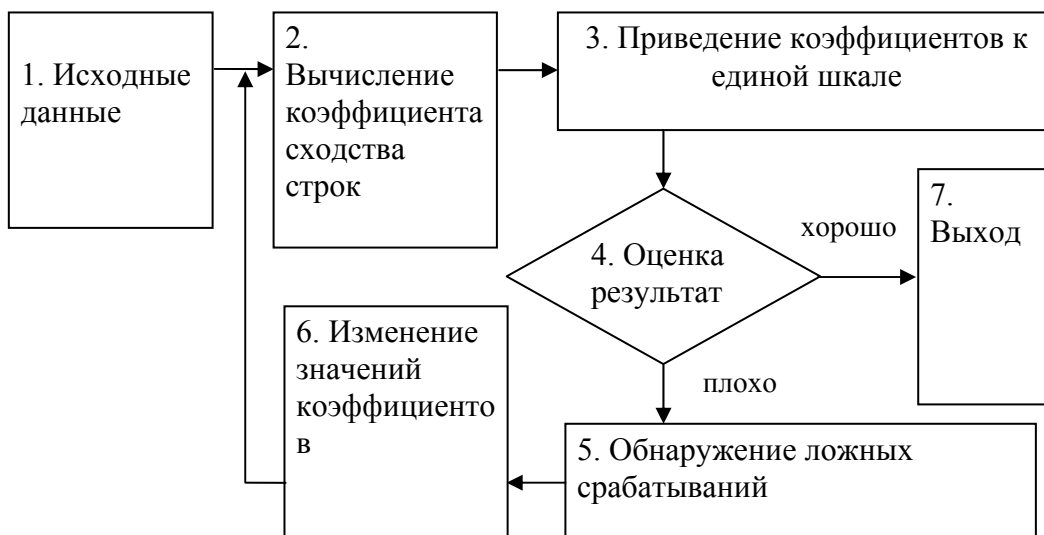 1. Исходные
данные
2.
Вычисление
коэффициента
сходства
строк
3. Приведение коэффициентов к
единой шкале
4. Оценка
результат
хорошо
7.
Выход
плохо
5. Обнаружение ложных
срабатываний
6. Изменение
значений
коэффициенто
в